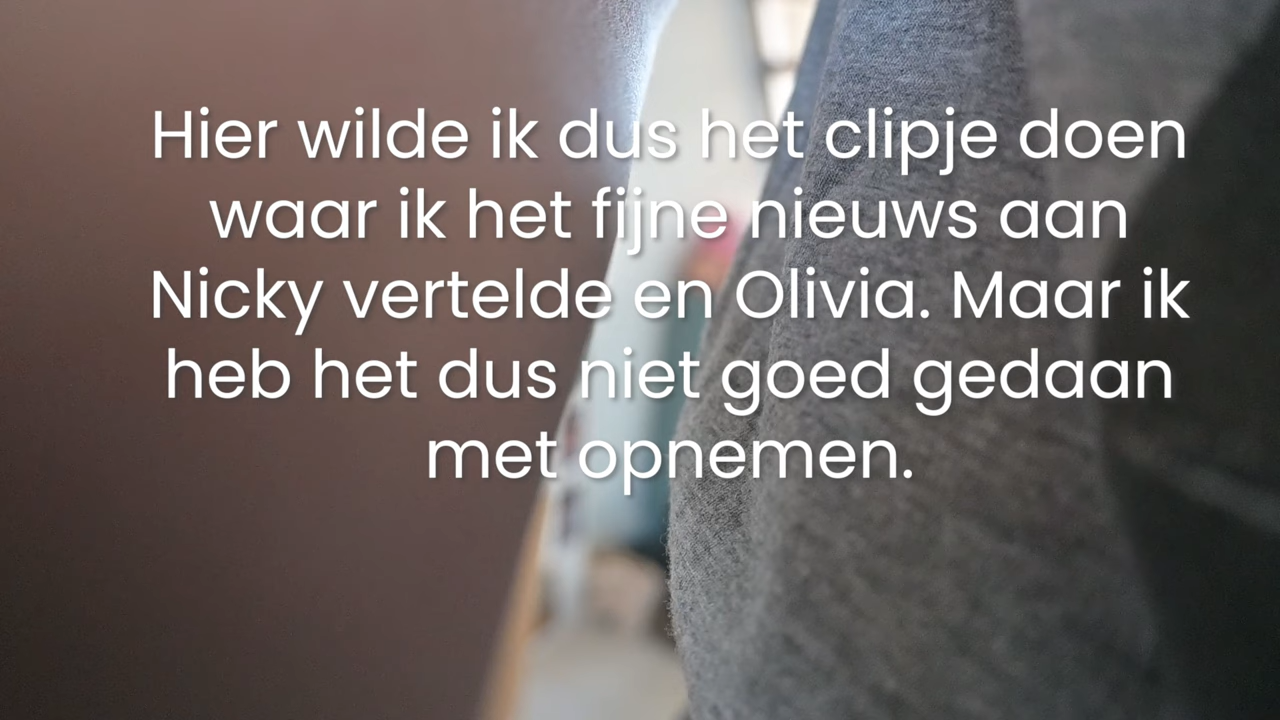 Hier wilde ik dus het clipje doen
waar ik het fijne nieuws aan
Nicky vertelde en Olivia. Maar ik
heb het dus niet goed gedaan
met opnemen.